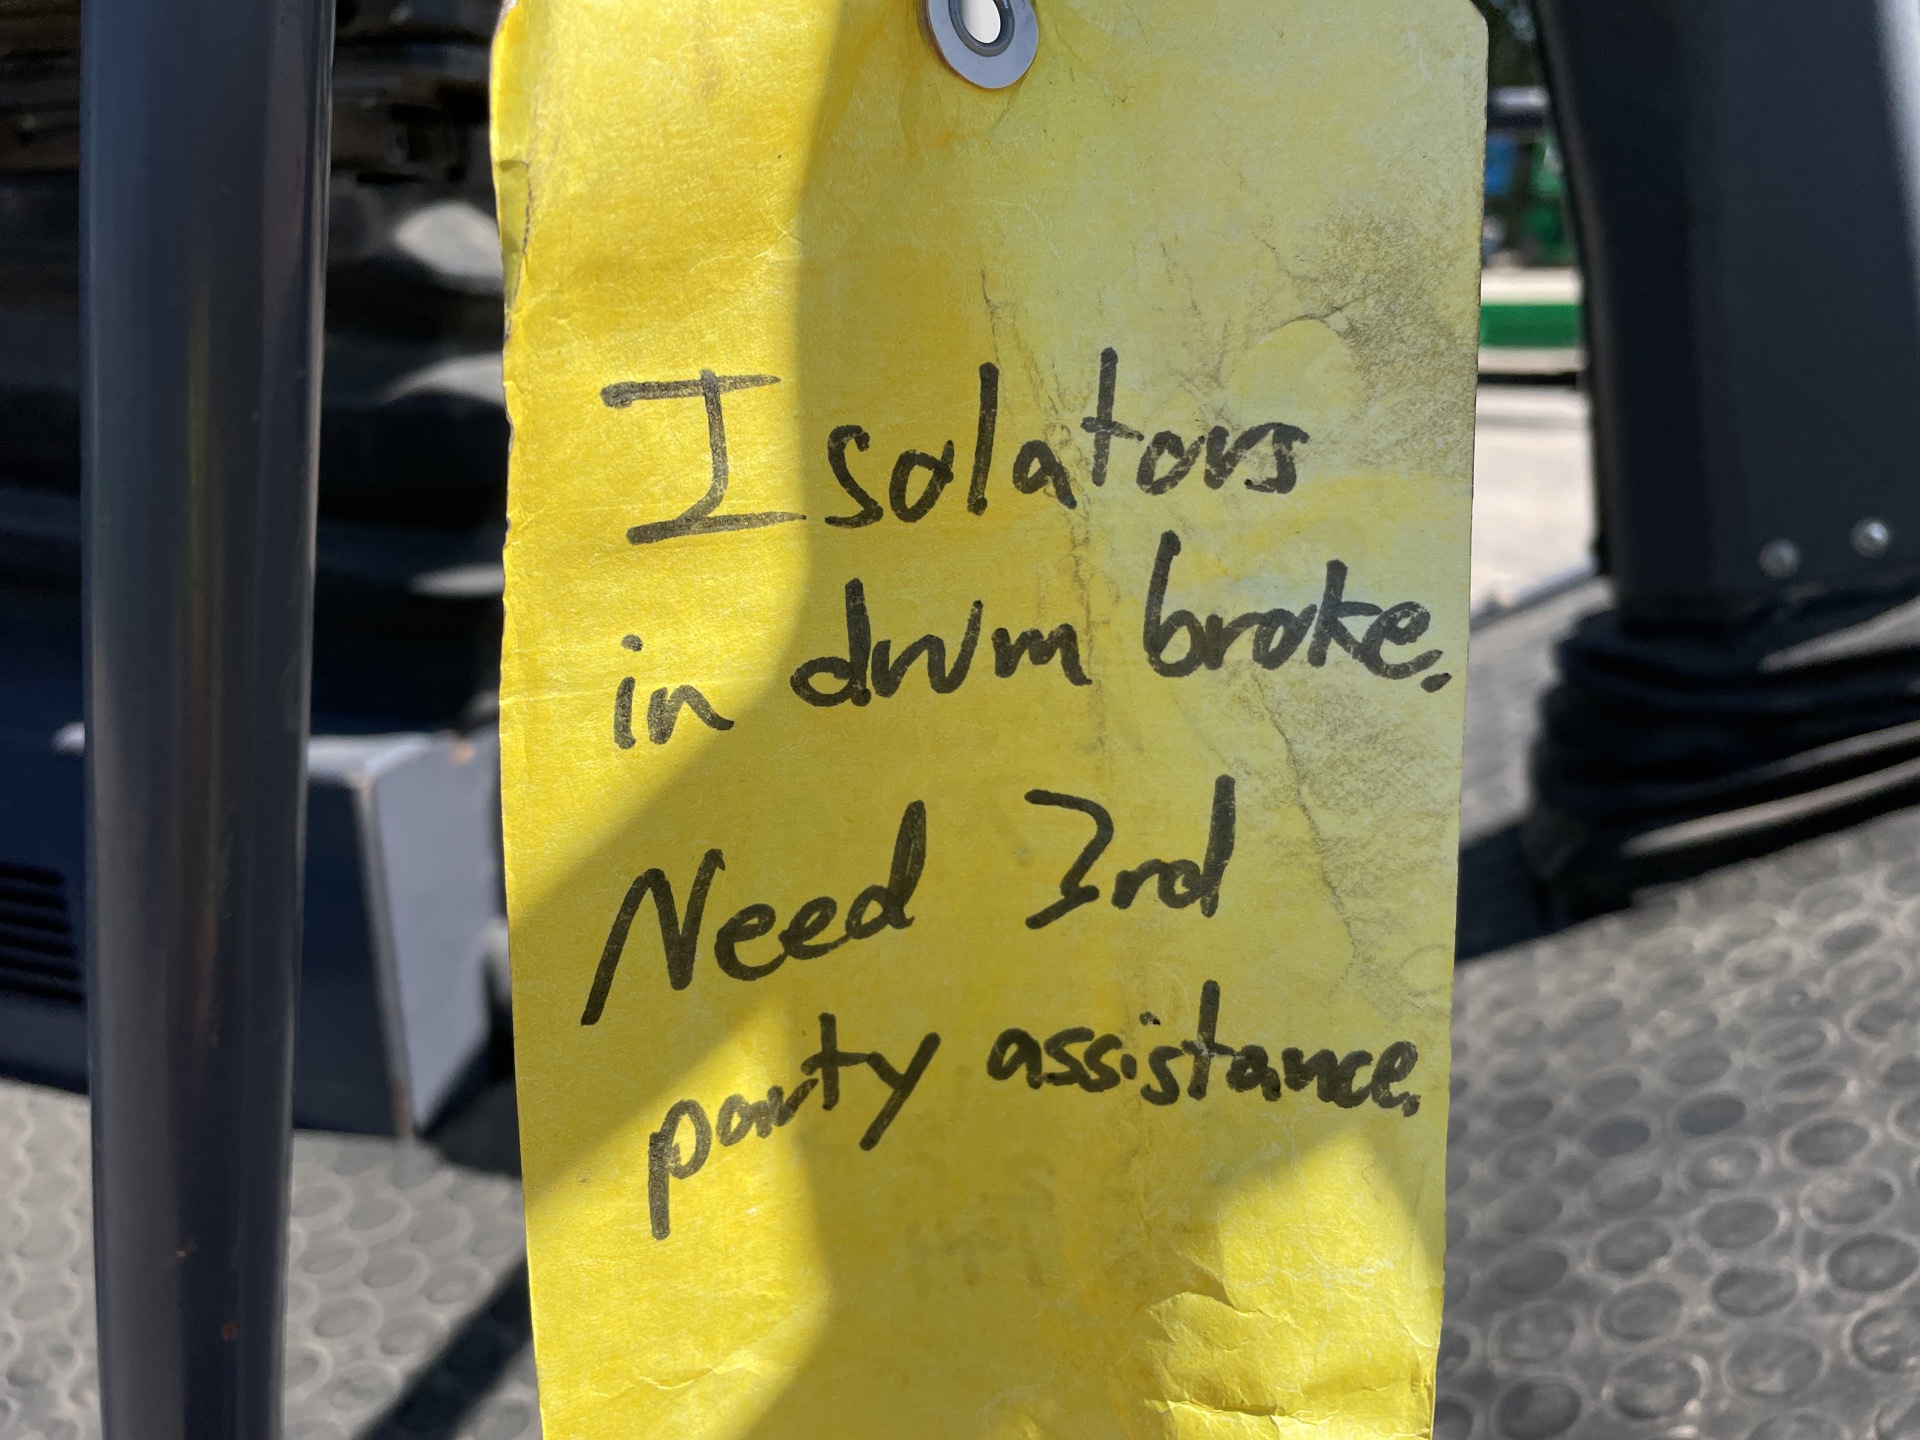 Isolators
in drum broke.
Need 3rd
party assistance.